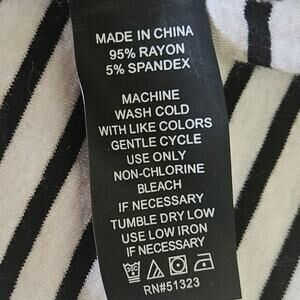 MADE IN CHINA
95% RAYON
5% SPANDEX
MACHINE
WASH COLD
WITH LIKE COLORS
GENTLE CYCLE
USE ONLY
NON-CHLORINE
BLEACH
IF NECESSARY
TUMBLE DRY LOW
USE LOW IRON
IF NECESSARY
RN#51323